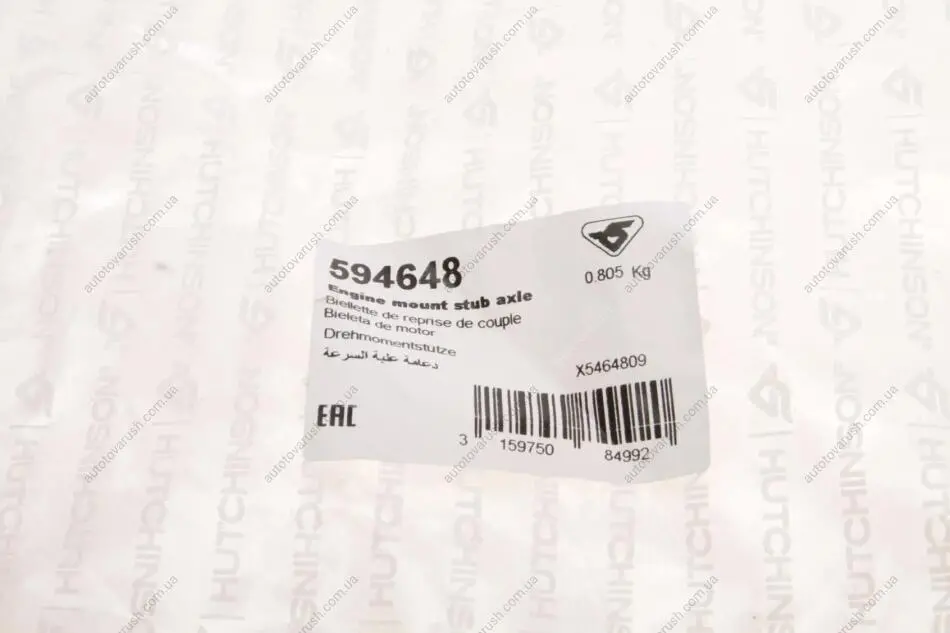 594648
Engine mount stub axle
Biellette de reprise de couple
Bieleta de motor
Drehmomentstutze
دعامة علبة السرعة
0.805 Kg
X5464809
EAC
3 159750 84992
HUTCHINSON
autotovarush.com.ua